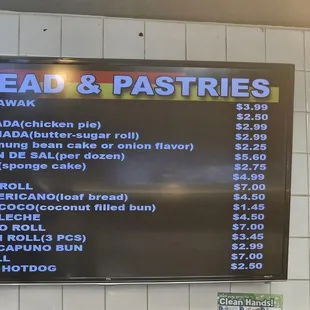 EAD & PASTRIES
AWAK $3.99
$2.50
ADA(chicken pie) $2.99
ADA(butter-sugar roll) $2.99
mung bean cake or onion flavor) $2.25
N DE SAL(per dozen) $5.60
(sponge cake) $2.75
$4.99
ROLL $7.00
ERICANO(loaf bread) $4.50
COCO(coconut filled bun) $1.45
LECHE $4.50
O ROLL $7.00
ROLL(3 PCS) $3.45
CAPUNO BUN $2.99
LL $7.00
HOTDOG $2.50
Clean Hands!